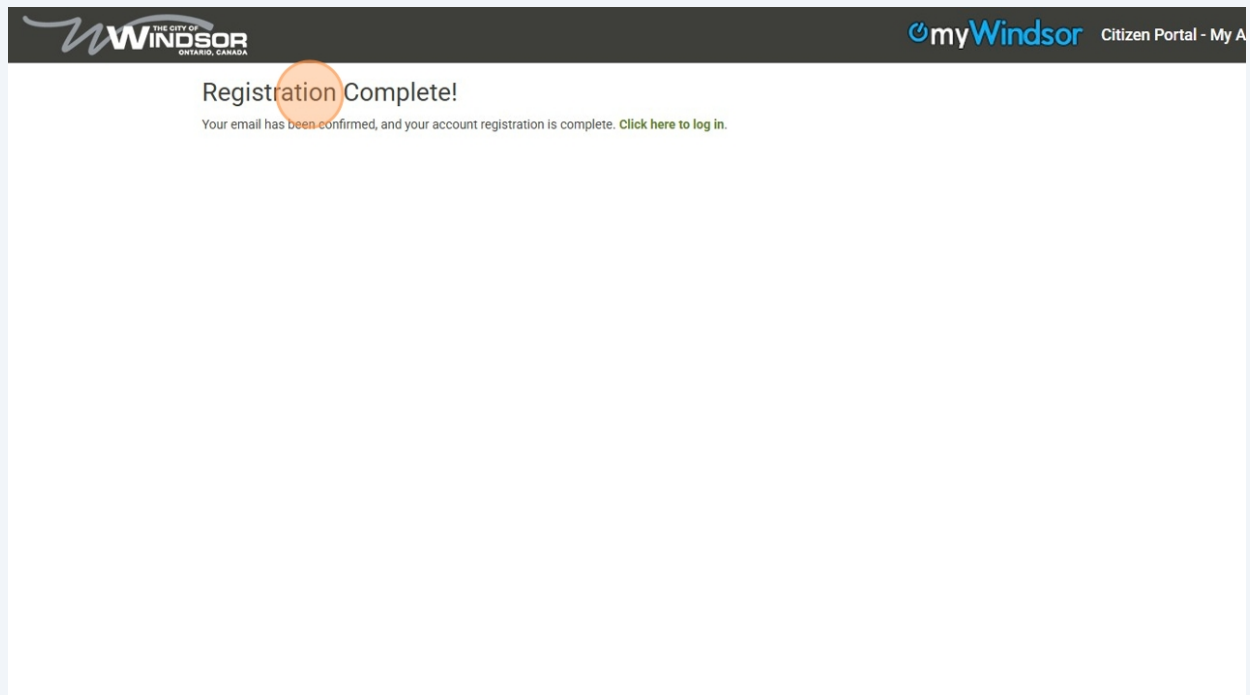 THE CITY OF
WINDSOR
ONTARIO, CANADA
myWindsor Citizen Portal - My A
Registration Complete!
Your email has been confirmed, and your account registration is complete. Click here to log in.